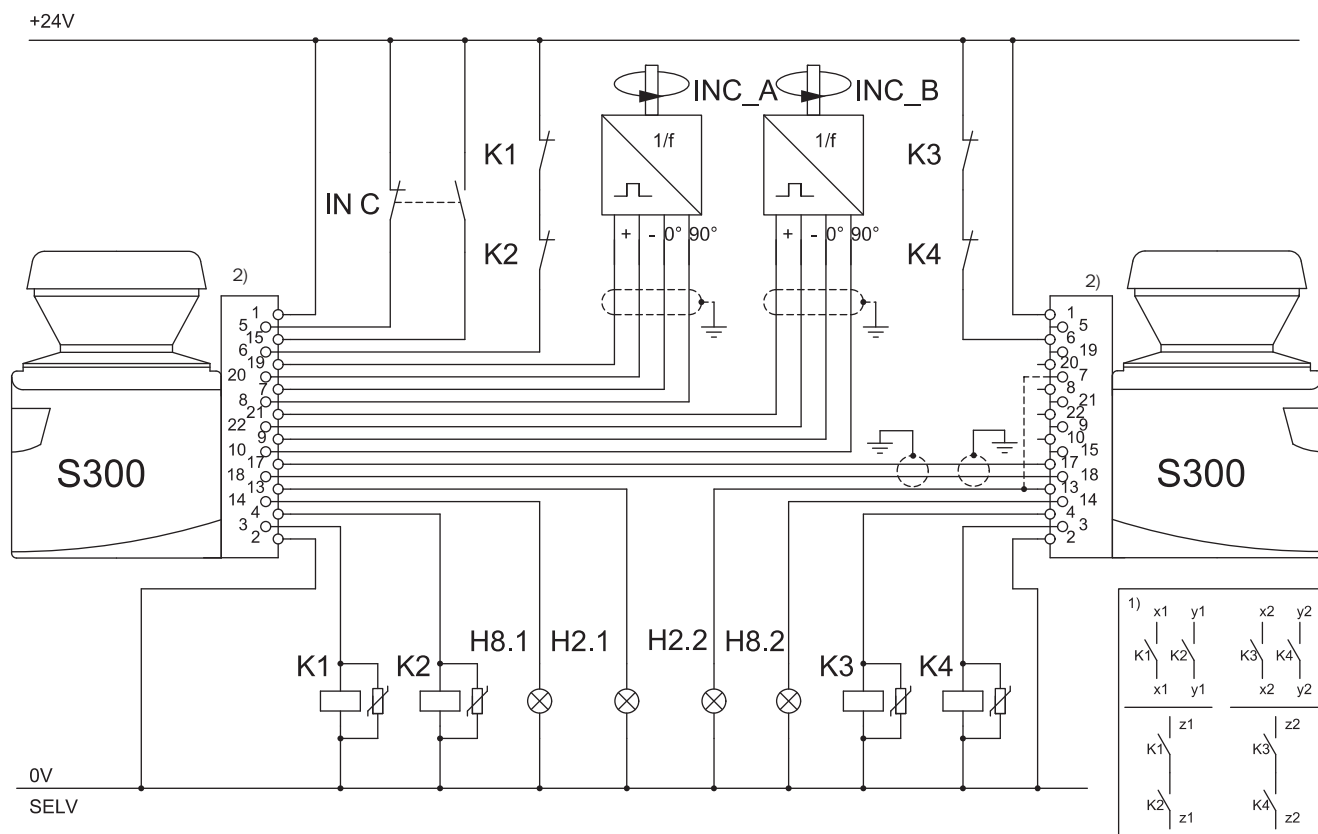 +24V
INC_A
INC_B
1/f
1/f
K1
K3
IN C
+ - 0° 90°
+ - 0° 90°
K2
K4
2)
2)
1
5
15
6
19
20
7
8
21
22
9
10
17
18
13
14
4
3
2
1
5
6
19
20
7
8
21
22
9
10
15
17
18
13
14
4
3
2
S300
S300
K1
K2
H8.1
H2.1
H2.2
H8.2
K3
K4
0V
SELV
1)
x1 y1 x2 y2
K1 K2 K3 K4
x1 y1 x2 y2
z1 z2
K1 K3
K2 K4
z1 z2